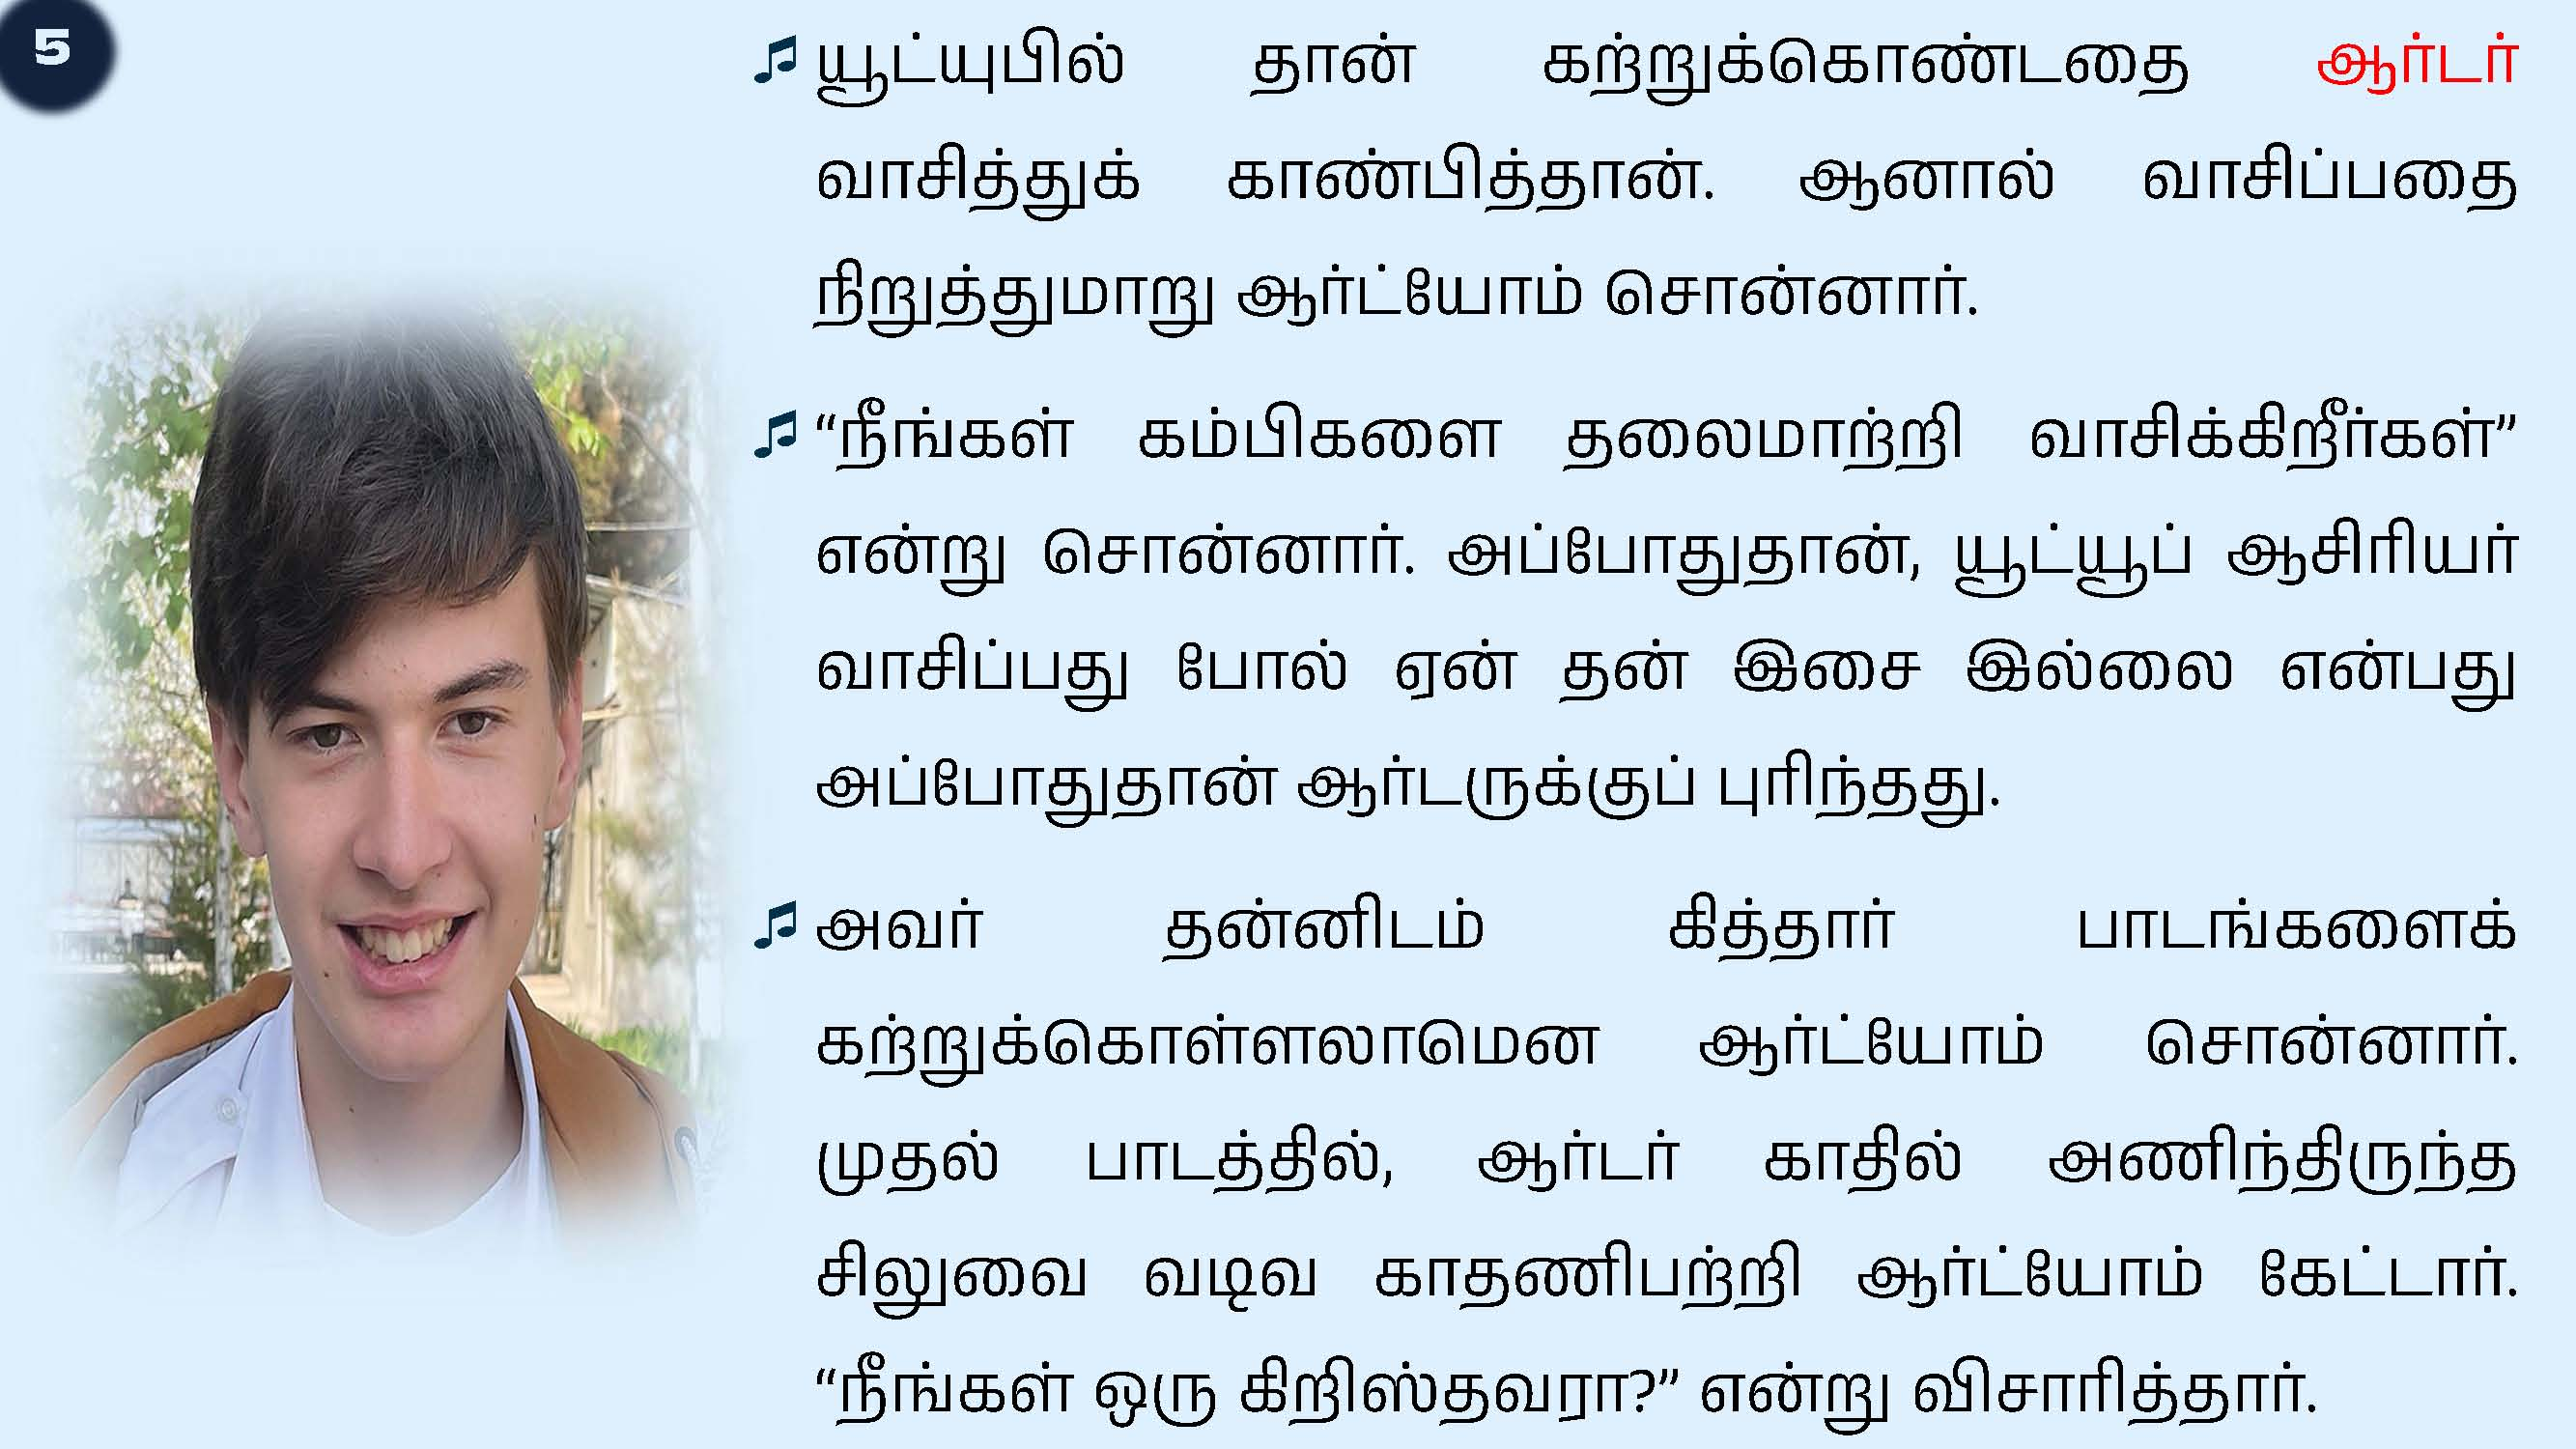 5
யூட்யுபில் தான் கற்றுக்கொண்டதை ஆர்டர்
வாசித்துக் காண்பித்தான். ஆனால் வாசிப்பதை
நிறுத்துமாறு ஆர்ட்யோம் சொன்னார்.
“நீங்கள் கம்பிகளை தலைமாற்றி வாசிக்கிறீர்கள்”
என்று சொன்னார். அப்போதுதான், யூட்யூப் ஆசிரியர்
வாசிப்பது போல் ஏன் தன் இசை இல்லை என்பது
அப்போதுதான் ஆர்டருக்குப் புரிந்தது.
அவர் தன்னிடம் கித்தார் பாடங்களைக்
கற்றுக்கொள்ளலாமென ஆர்ட்யோம் சொன்னார்.
முதல் பாடத்தில், ஆர்டர் காதில் அணிந்திருந்த
சிலுவை வடிவ காதணிபற்றி ஆர்ட்யோம் கேட்டார்.
“நீங்கள் ஒரு கிறிஸ்தவரா?” என்று விசாரித்தார்.